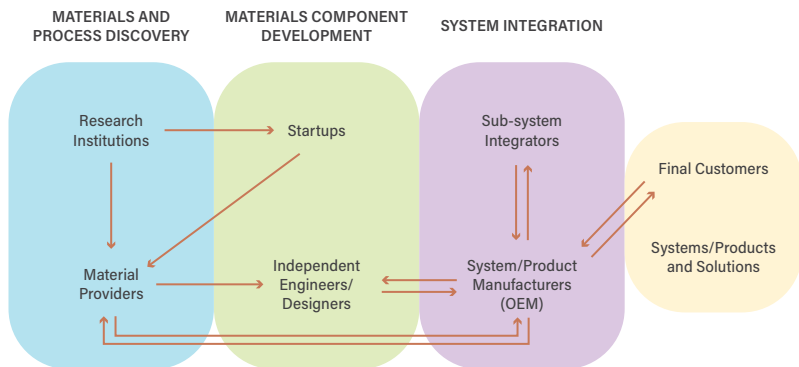 MATERIALS AND
PROCESS DISCOVERY
MATERIALS COMPONENT
DEVELOPMENT
SYSTEM INTEGRATION
Research
Institutions
Startups
Sub-system
Integrators
Final Customers
Material
Providers
Independent
Engineers/
Designers
System/Product
Manufacturers
(OEM)
Systems/Products
and Solutions